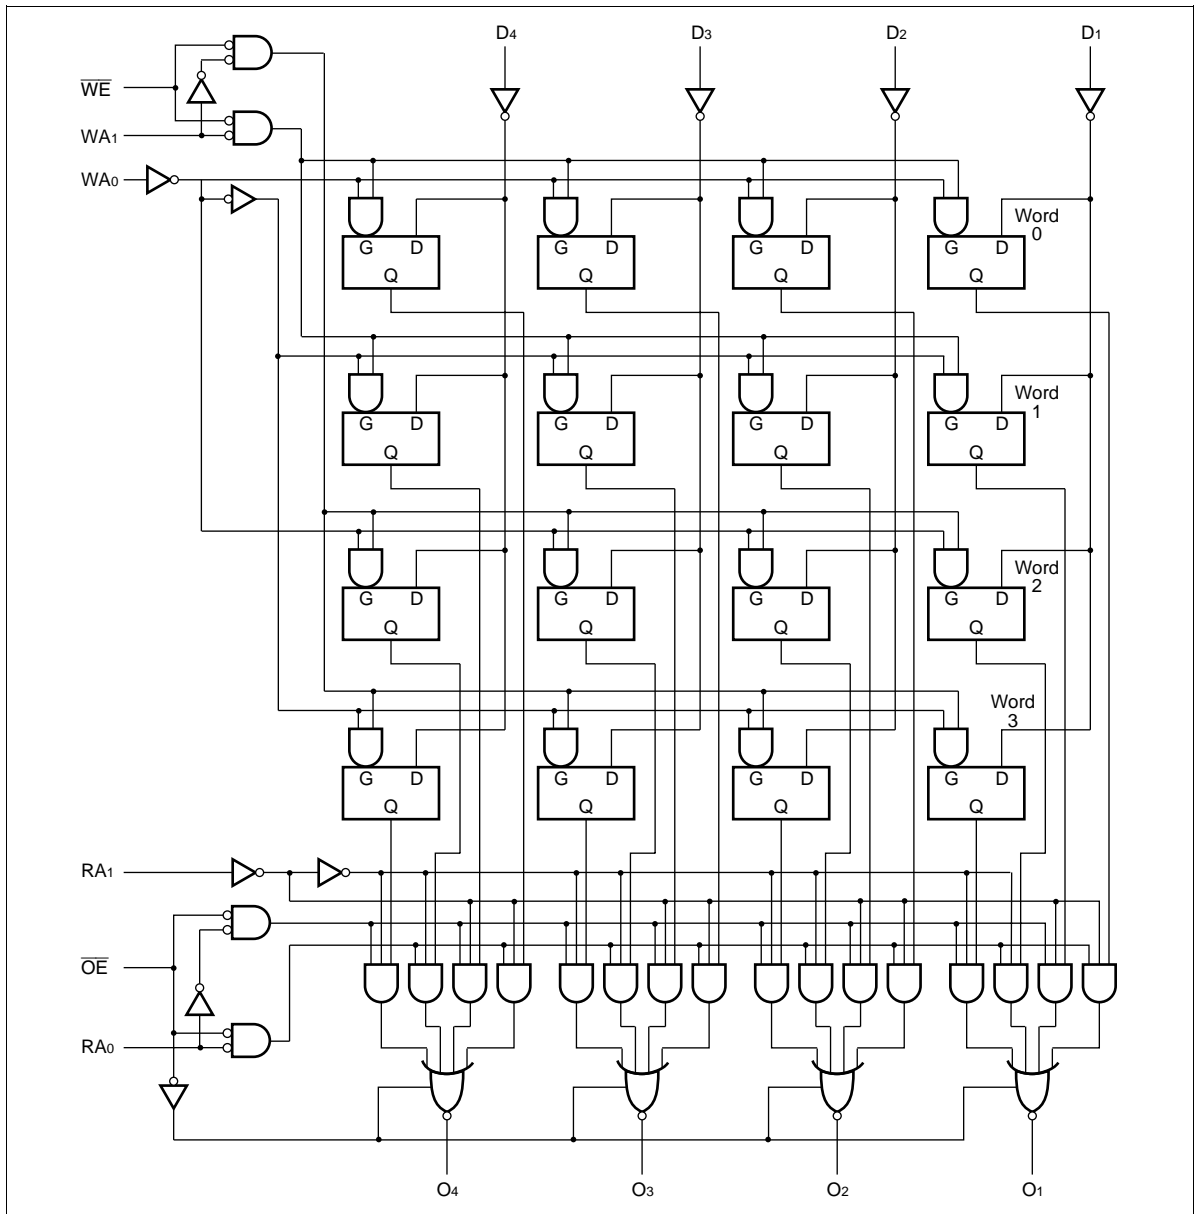 D4 D3 D2 D1
WE
WA1
WA0
Word
0
G D G D G D G D
Q Q Q Q
Word
1
G D G D G D G D
Q Q Q Q
Word
2
G D G D G D G D
Q Q Q Q
Word
3
G D G D G D G D
Q Q Q Q
RA1
OE
RA0
O4 O3 O2 O1